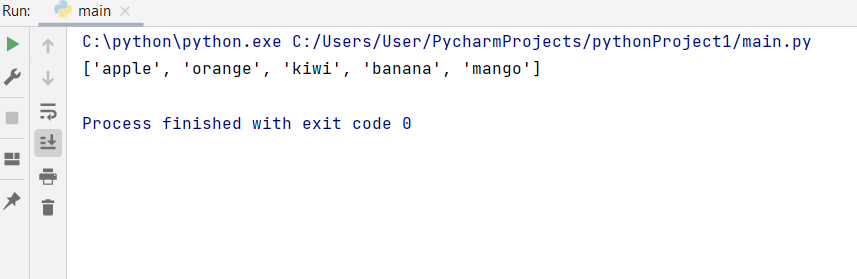 Run: main
C:\python\python.exe C:/Users/User/PycharmProjects/pythonProject1/main.py
['apple', 'orange', 'kiwi', 'banana', 'mango']
Process finished with exit code 0